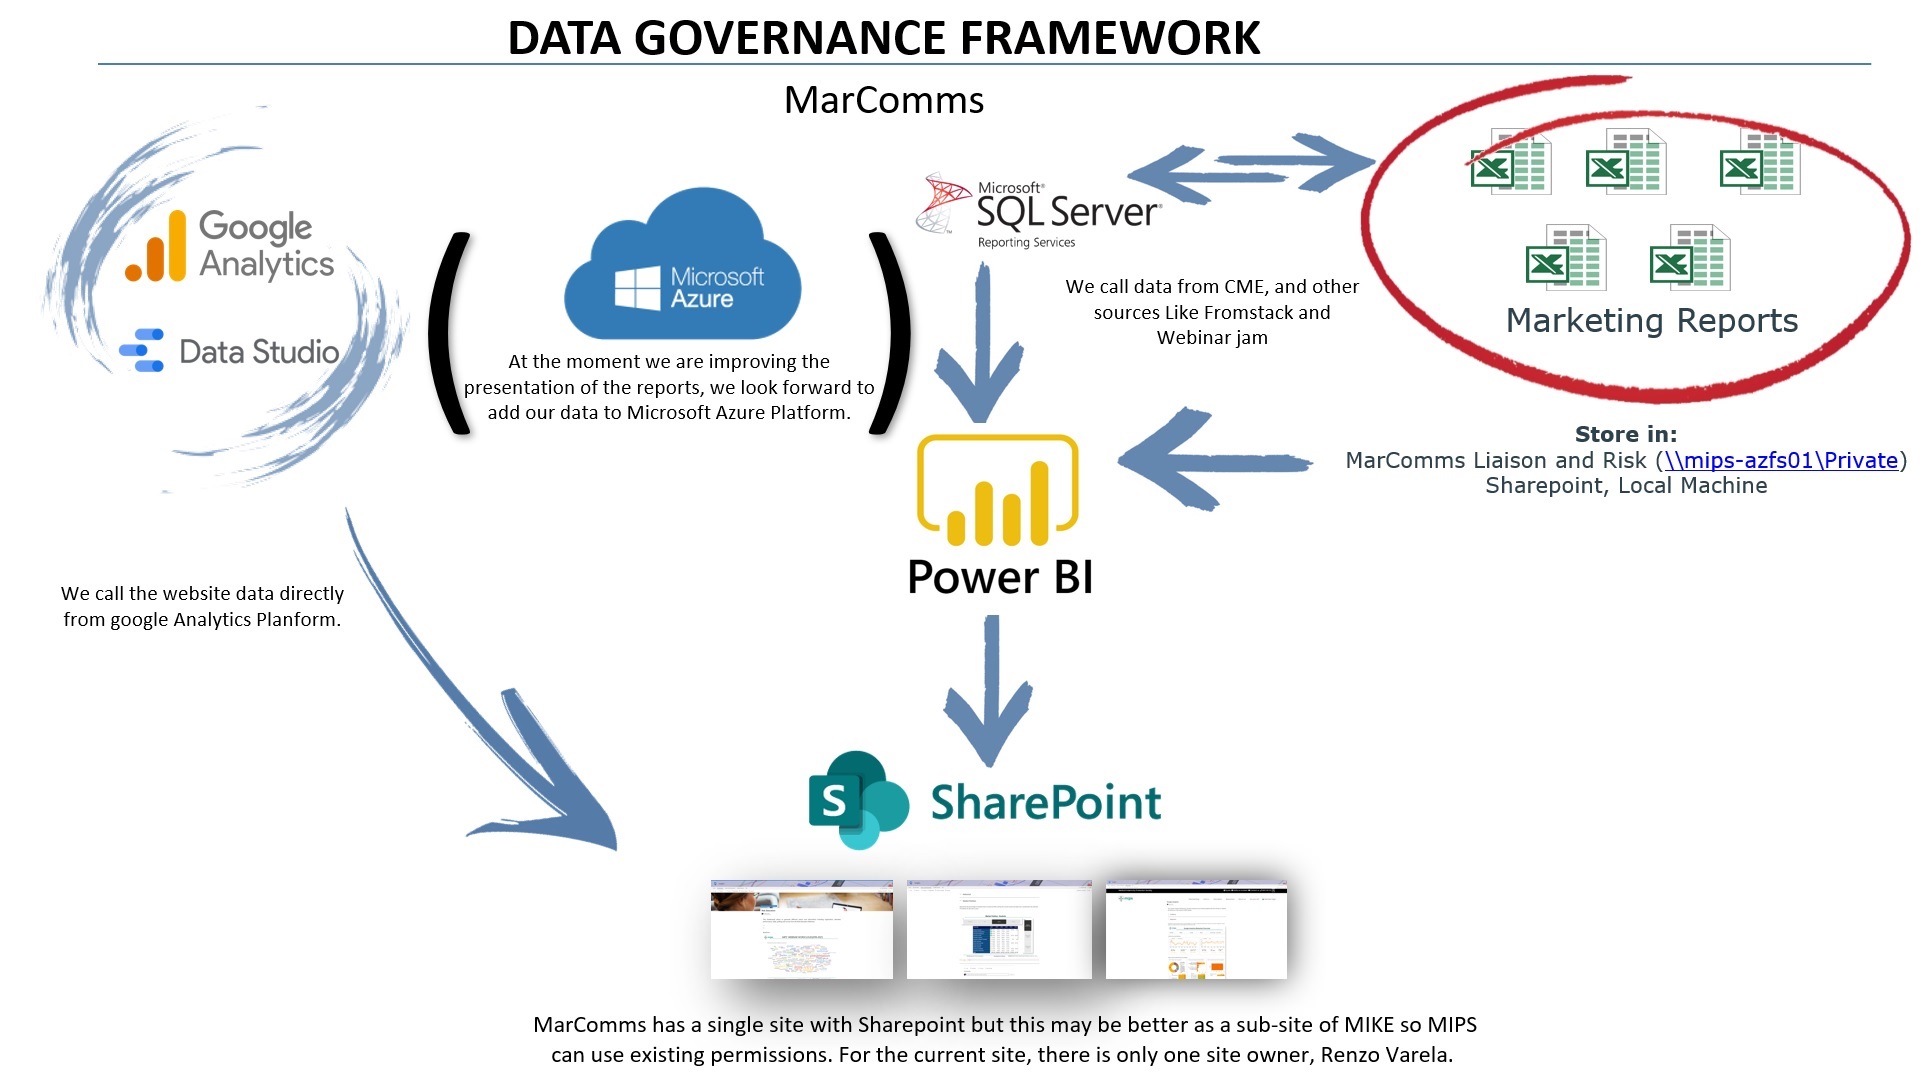 DATA GOVERNANCE FRAMEWORK
MarComms
Google
Analytics
Data Studio
Microsoft
Azure
At the moment we are improving the
presentation of the reports, we look forward to
add our data to Microsoft Azure Platform.
Microsoft®
SQL Server®
Reporting Services
We call data from CME, and other
sources Like Fromstack and
Webinar jam
Marketing Reports
Store in:
MarComms Liaison and Risk (\\mips-azfs01\Private)
Sharepoint, Local Machine
Power BI
We call the website data directly
from google Analytics Planform.
S SharePoint
MarComms has a single site with Sharepoint but this may be better as a sub-site of MIKE so MIPS
can use existing permissions. For the current site, there is only one site owner, Renzo Varela.